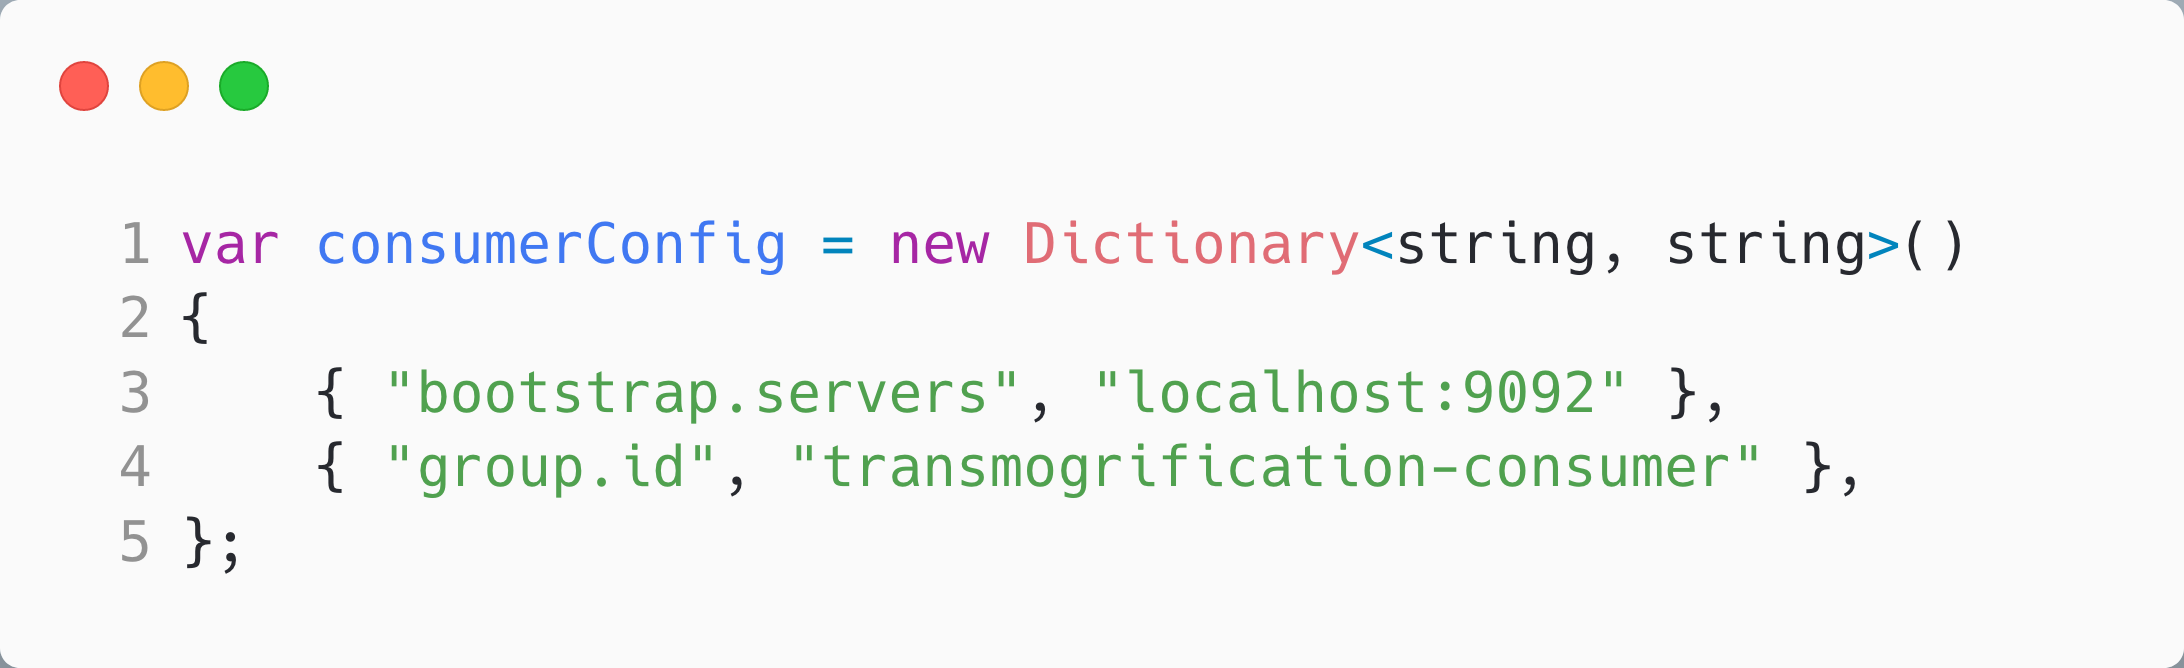 1 var consumerConfig = new Dictionary<string, string>()
2 {
3     { "bootstrap.servers", "localhost:9092" },
4     { "group.id", "transmogrification-consumer" },
5 };